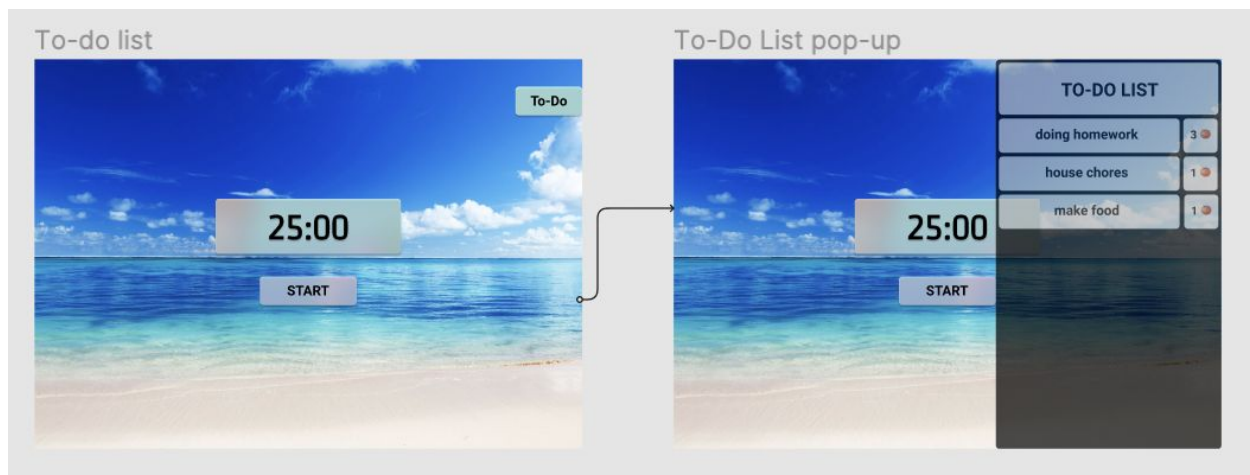 To-do list
To-Do
25:00
START
To-Do List pop-up
25:00
START
TO-DO LIST
doing homework 3
house chores 1
make food 1